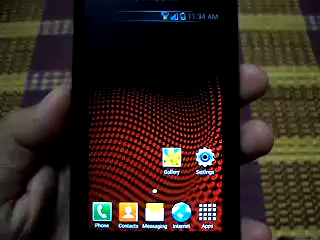 11:34 AM
Gallery Settings
Phone Contacts Messaging Internet Apps